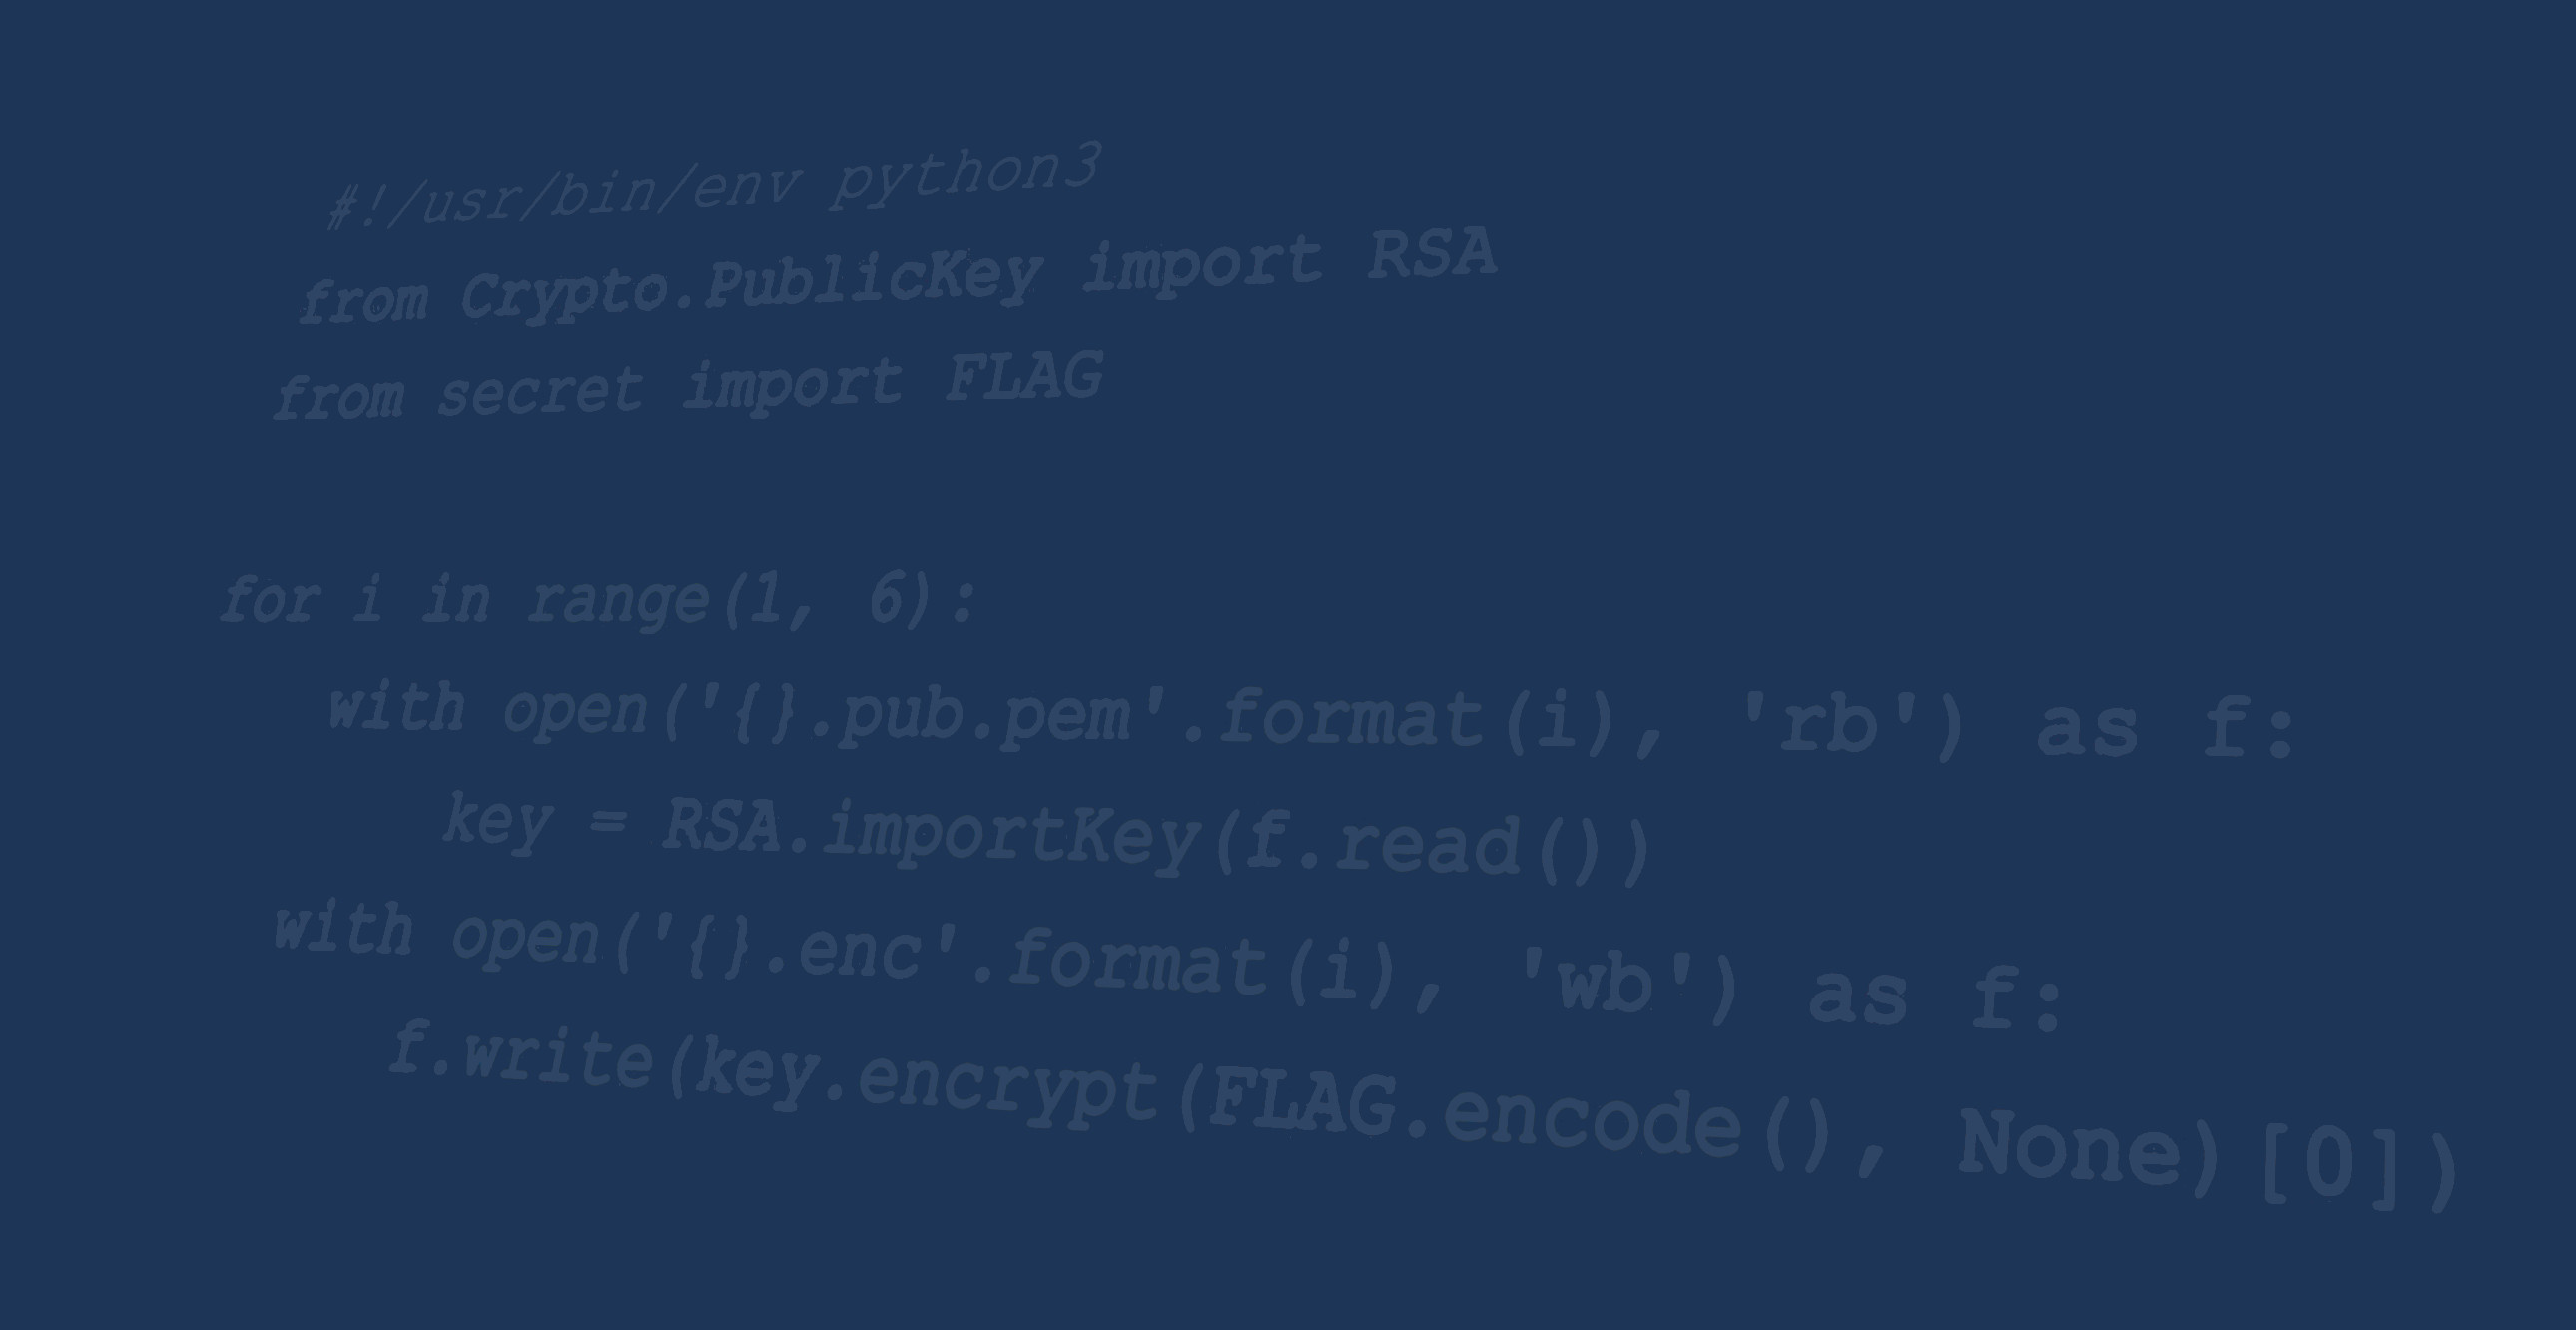 #!/usr/bin/env python3
from Crypto.PublicKey import RSA
from secret import FLAG
for i in range(1, 6):
with open('{}.pub.pem'.format(i), 'rb') as f:
key = RSA.importKey(f.read())
with open('{}.enc'.format(i), 'wb') as f:
f.write(key.encrypt(FLAG.encode(), None)[0])